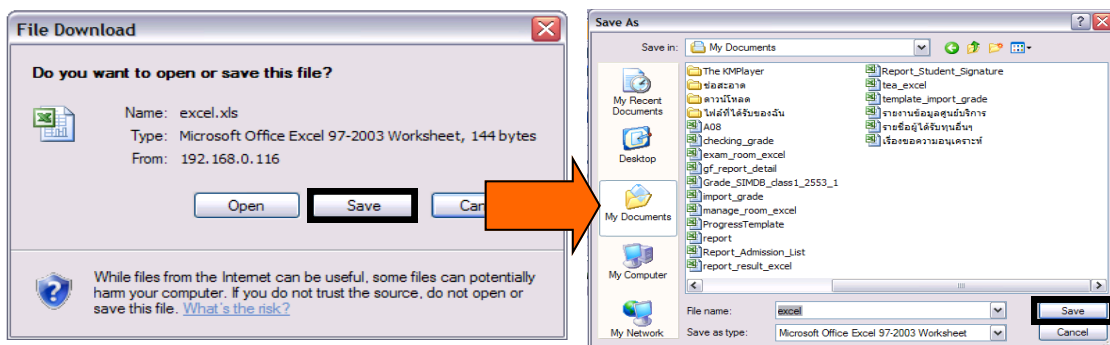 File Download
Do you want to open or save this file?
Name: excel.xls
Type: Microsoft Office Excel 97-2003 Worksheet, 144 bytes
From: 192.168.0.116
Open Save Can
While files from the Internet can be useful, some files can potentially
harm your computer. If you do not trust the source, do not open or
save this file. What's the risk?
Save As
Save in: My Documents
My Recent
Documents
Desktop
My Documents
My Computer
My Network
The KMPlayer
ช่อสะอาด
ดาวน์โหลด
ไฟล์ที่ได้รับของฉัน
A08
checking_grade
exam_room_excel
gf_report_detail
Grade_SIMDB_class1_2553_1
import_grade
manage_room_excel
ProgressTemplate
report
Report_Admission_List
report_result_excel
Report_Student_Signature
tea_excel
template_import_grade
รายงานข้อมูลศูนย์บริการ
รายชื่อผู้ได้รับทุนอื่นๆ
เรื่องขอความอนุเคราะห์
File name: excel Save
Save as type: Microsoft Office Excel 97-2003 Worksheet Cancel